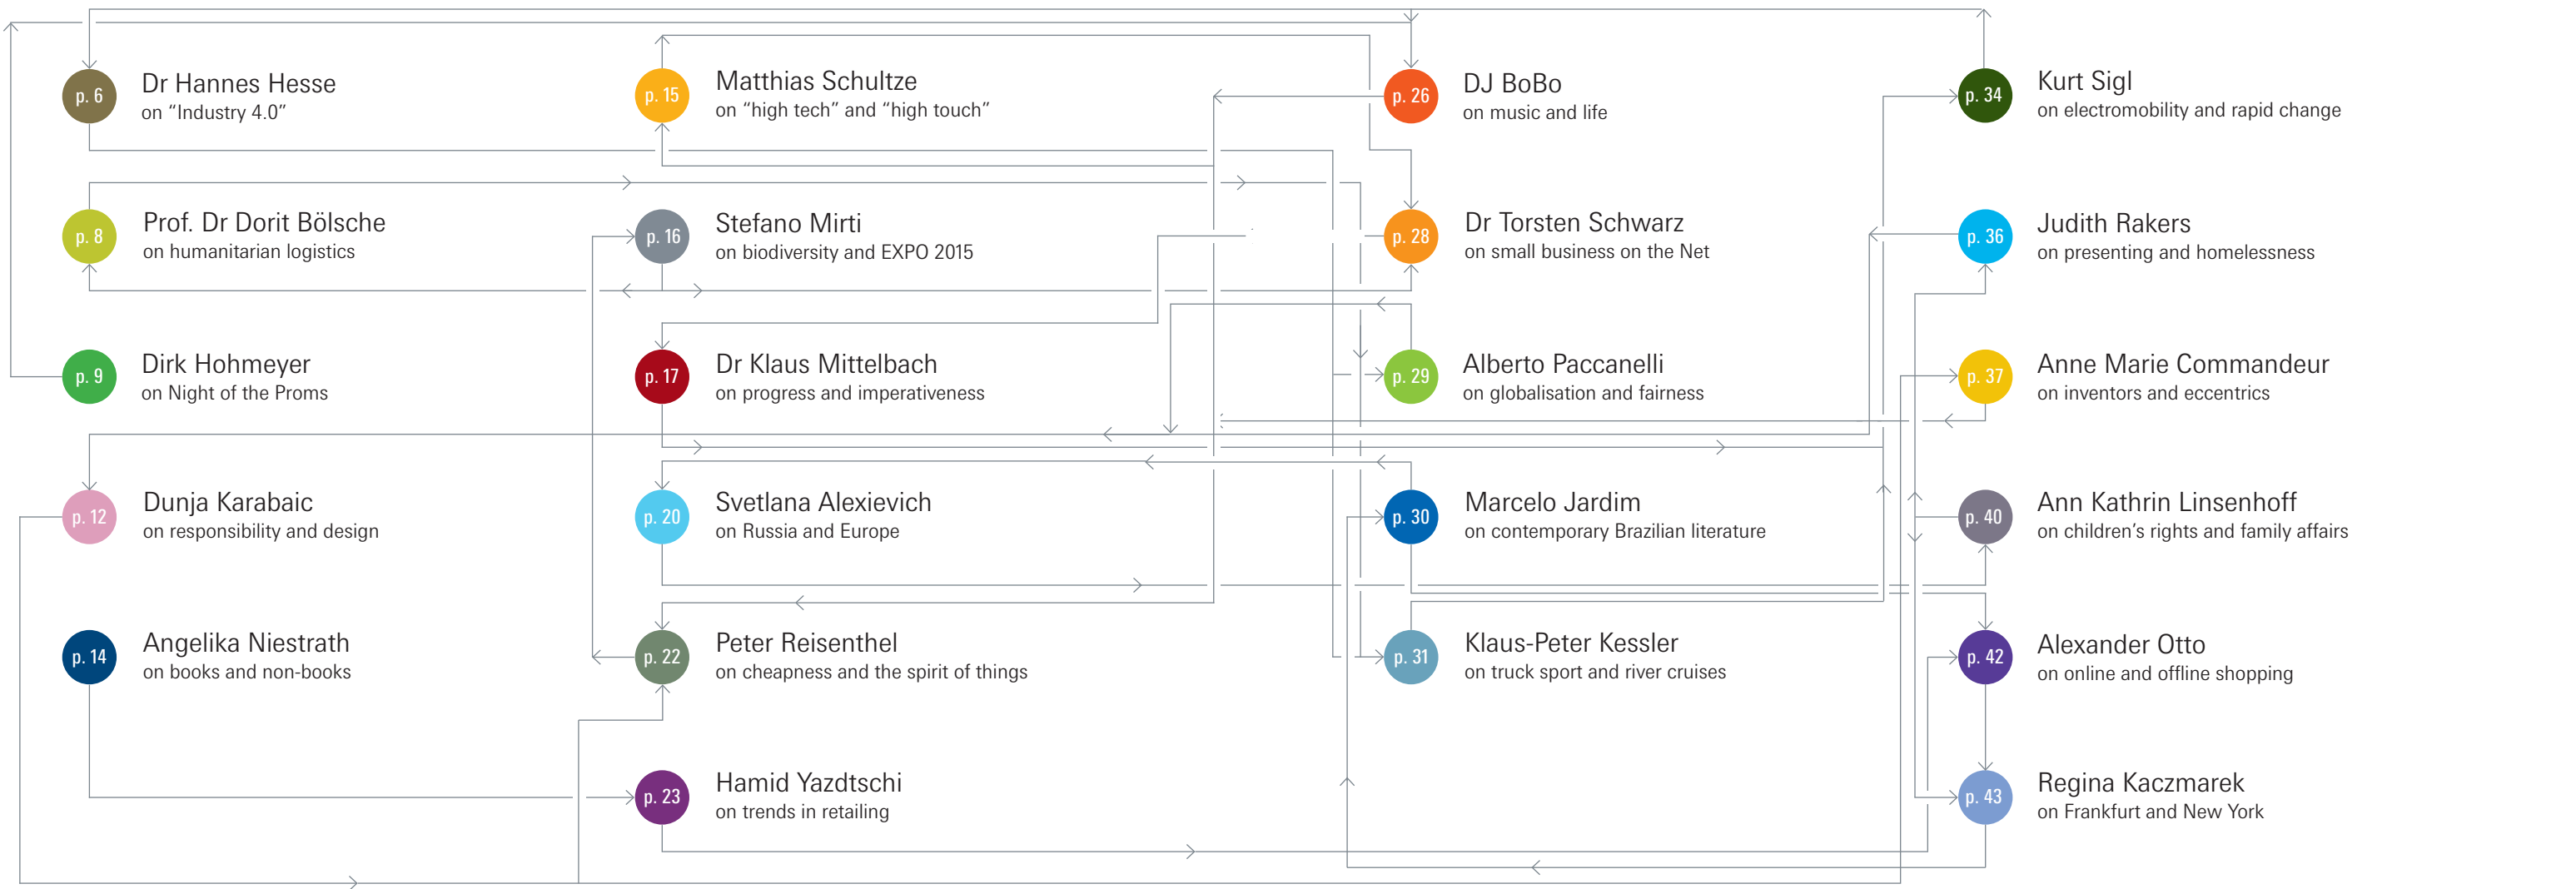 p. 6
Dr Hannes Hesse
on “Industry 4.0”
p. 8
Prof. Dr Dorit Bölsche
on humanitarian logistics
p. 9
Dirk Hohmeyer
on Night of the Proms
p. 12
Dunja Karabaic
on responsibility and design
p. 14
Angelika Niestrath
on books and non-books
p. 15
Matthias Schultze
on “high tech” and “high touch”
p. 16
Stefano Mirti
on biodiversity and EXPO 2015
p. 17
Dr Klaus Mittelbach
on progress and imperativeness
p. 20
Svetlana Alexievich
on Russia and Europe
p. 22
Peter Reisenthel
on cheapness and the spirit of things
p. 23
Hamid Yazdtschi
on trends in retailing
p. 26
DJ BoBo
on music and life
p. 28
Dr Torsten Schwarz
on small business on the Net
p. 29
Alberto Paccanelli
on globalisation and fairness
p. 30
Marcelo Jardim
on contemporary Brazilian literature
p. 31
Klaus-Peter Kessler
on truck sport and river cruises
p. 34
Kurt Sigl
on electromobility and rapid change
p. 36
Judith Rakers
on presenting and homelessness
p. 37
Anne Marie Commandeur
on inventors and eccentrics
p. 40
Ann Kathrin Linsenhoff
on children’s rights and family affairs
p. 42
Alexander Otto
on online and offline shopping
p. 43
Regina Kaczmarek
on Frankfurt and New York